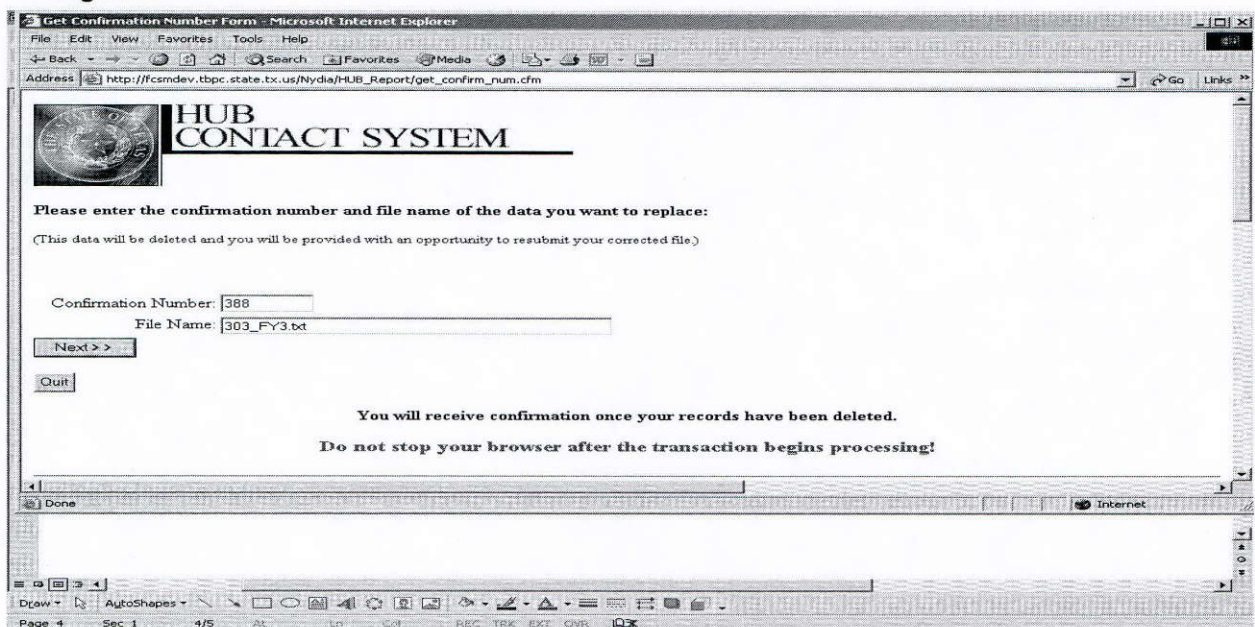 Get Confirmation Number Form - Microsoft Internet Explorer
File Edit View Favorites Tools Help
Back Search Favorites Media
Address http://fcsmdev.tbpc.state.tx.us/Nydia/HUB_Report/get_confirm_num.cfm Go Links »
HUB
CONTACT SYSTEM
Please enter the confirmation number and file name of the data you want to replace:
(This data will be deleted and you will be provided with an opportunity to resubmit your corrected file.)
Confirmation Number: 388
File Name: 303_FY3.txt
Next>>
Quit
You will receive confirmation once your records have been deleted.
Do not stop your browser after the transaction begins processing!
Done Internet
Draw AutoShapes
Page 4 Sec 1 4/5 At Ln Col REC TRK EXT OVR